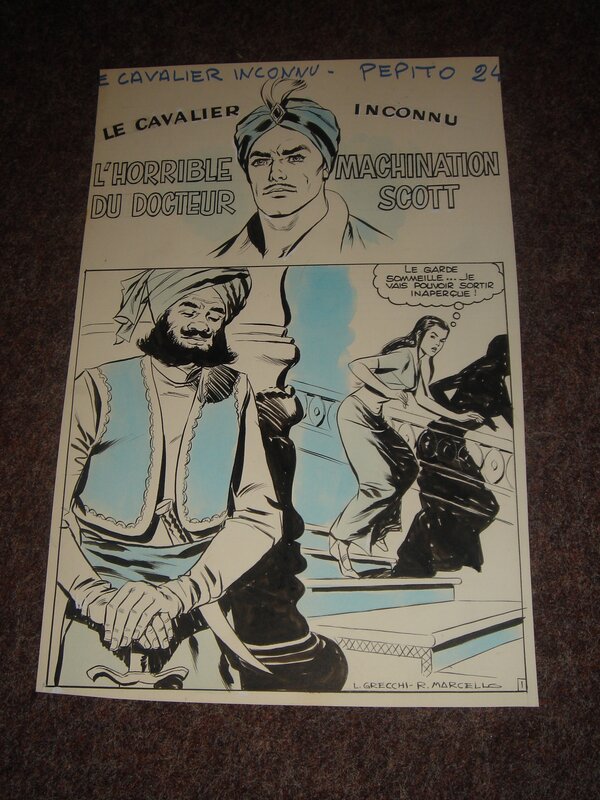 E CAVALIER INCONNU - PEPITO 24
LE CAVALIER INCONNU
L'HORRIBLE MACHINATION
DU DOCTEUR SCOTT
LE GARDE
SOMMEILLE... JE
VAIS POUVOIR SORTIR
INAPERÇUE !
L. GRECCHI - R. MARCELLO
1